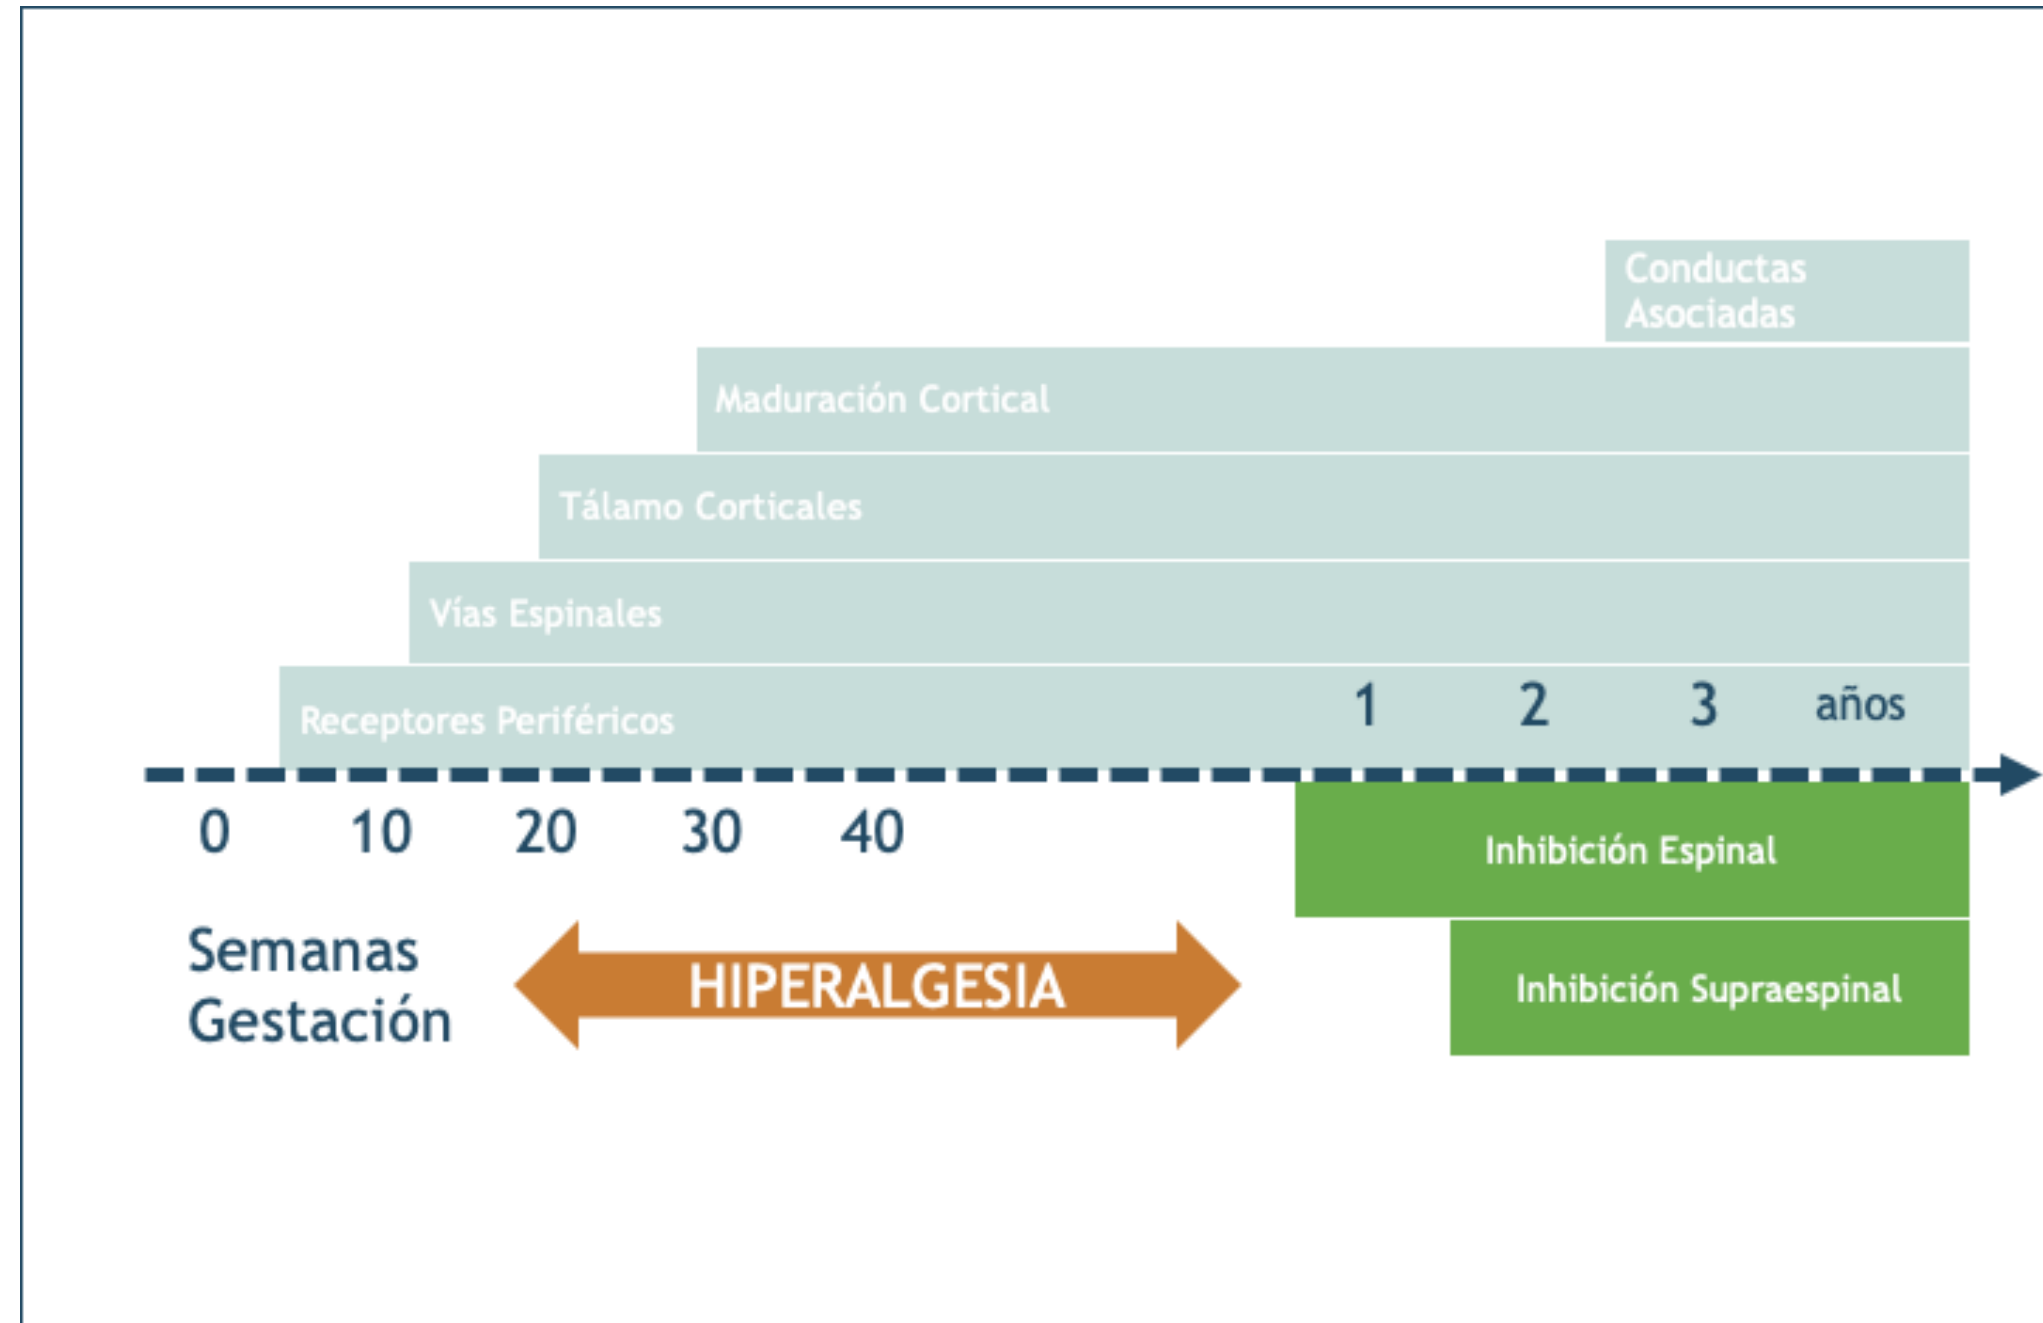 Conductas
Asociadas
Maduración Cortical
Tálamo Corticales
Vías Espinales
Receptores Periféricos
1 2 3 años
0 10 20 30 40
Inhibición Espinal
Semanas
Gestación
HIPERALGESIA
Inhibición Supraespinal